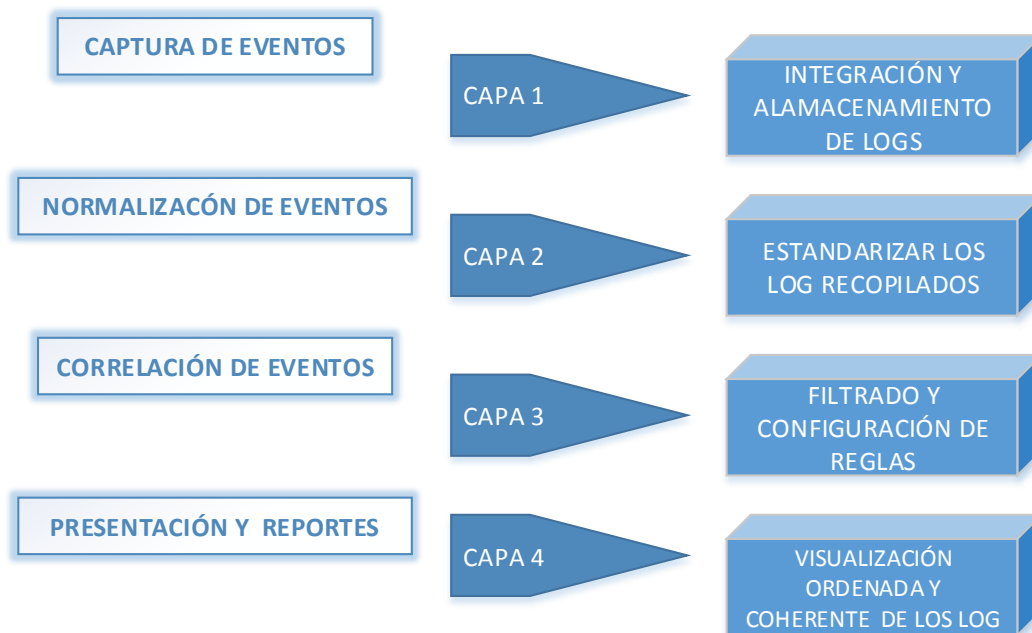 CAPTURA DE EVENTOS
CAPA 1
INTEGRACIÓN Y
ALAMACENAMIENTO
DE LOGS
NORMALIZACÓN DE EVENTOS
CAPA 2
ESTANDARIZAR LOS
LOG RECOPILADOS
CORRELACIÓN DE EVENTOS
CAPA 3
FILTRADO Y
CONFIGURACIÓN DE
REGLAS
PRESENTACIÓN Y REPORTES
CAPA 4
VISUALIZACIÓN
ORDENADA Y
COHERENTE DE LOS LOG